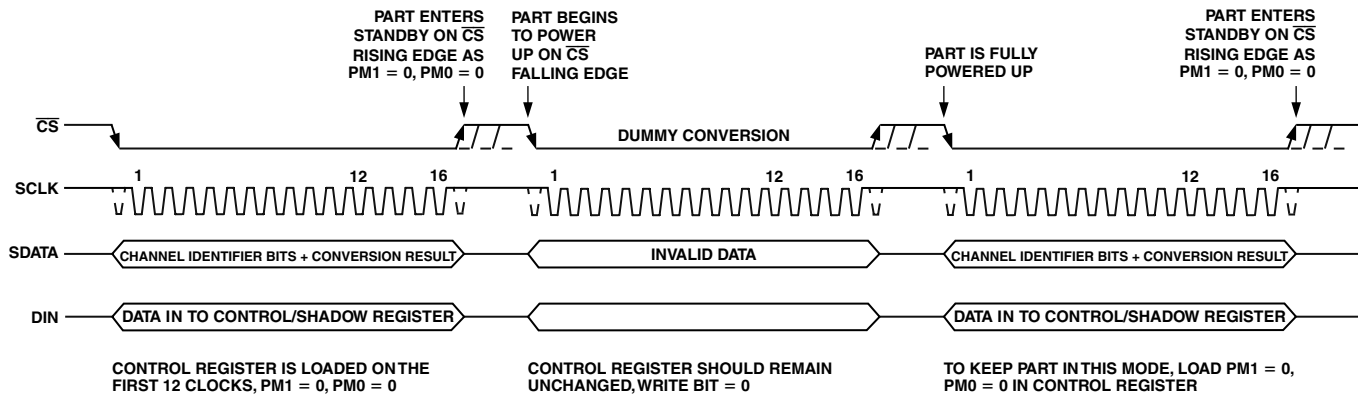 PART ENTERS
STANDBY ON CS
RISING EDGE AS
PM1 = 0, PM0 = 0
PART BEGINS
TO POWER
UP ON CS
FALLING EDGE
PART IS FULLY
POWERED UP
PART ENTERS
STANDBY ON CS
RISING EDGE AS
PM1 = 0, PM0 = 0
CS
DUMMY CONVERSION
SCLK
1 12 16
1 12 16
1 12 16
SDATA
CHANNEL IDENTIFIER BITS + CONVERSION RESULT
INVALID DATA
CHANNEL IDENTIFIER BITS + CONVERSION RESULT
DIN
DATA IN TO CONTROL/SHADOW REGISTER
DATA IN TO CONTROL/SHADOW REGISTER
CONTROL REGISTER IS LOADED ON THE
FIRST 12 CLOCKS, PM1 = 0, PM0 = 0
CONTROL REGISTER SHOULD REMAIN
UNCHANGED, WRITE BIT = 0
TO KEEP PART IN THIS MODE, LOAD PM1 = 0,
PM0 = 0 IN CONTROL REGISTER